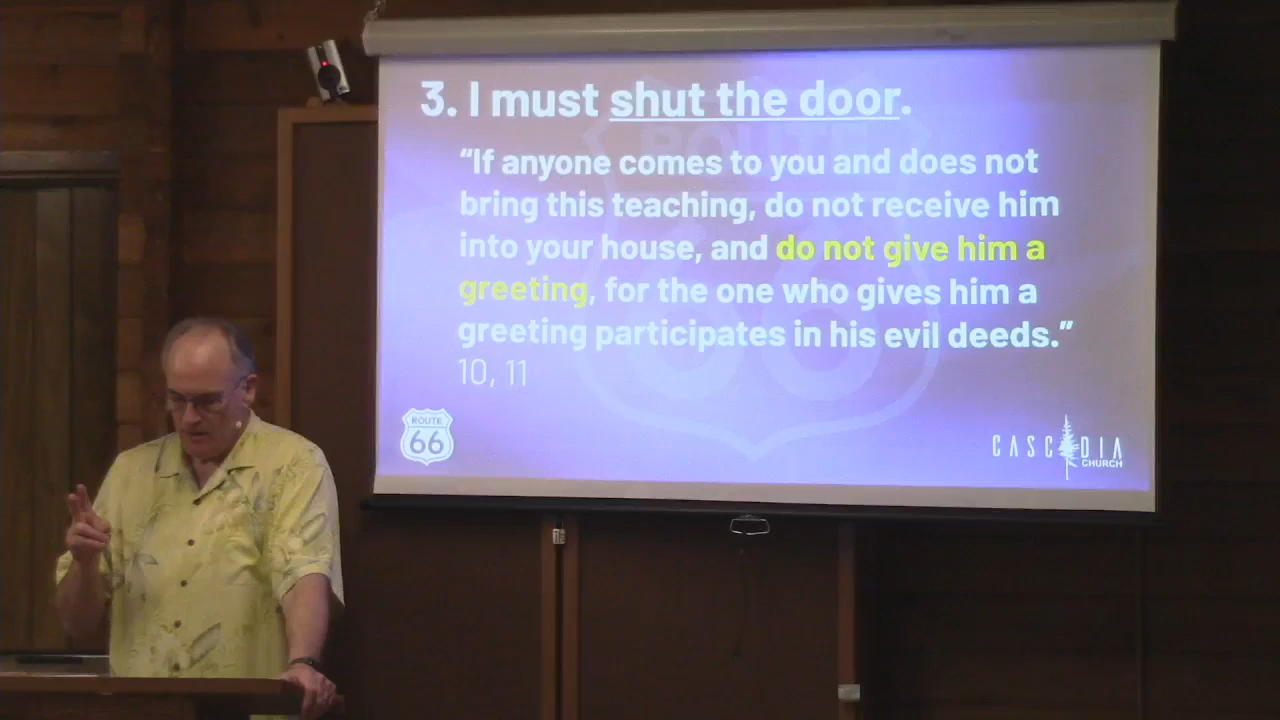 3. I must shut the door.
“If anyone comes to you and does not
bring this teaching, do not receive him
into your house, and do not give him a
greeting, for the one who gives him a
greeting participates in his evil deeds.”
10, 11
ROUTE
66
ROUTE
66
CASCADIA
CHURCH